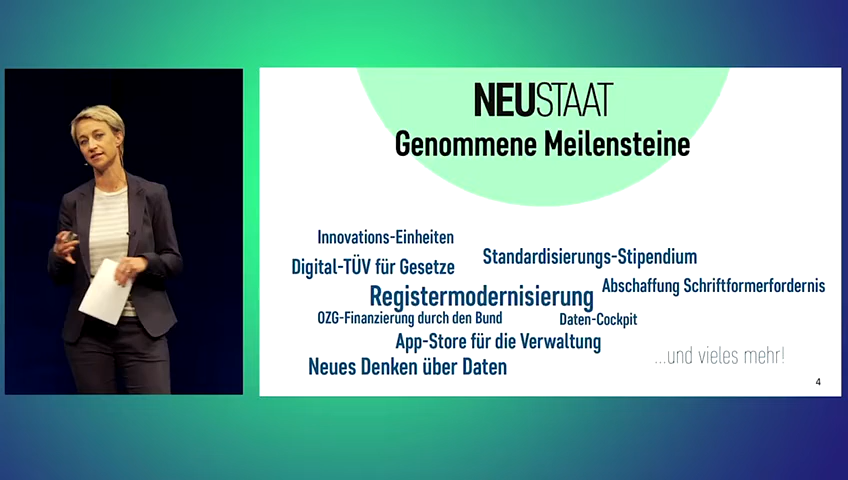 NEUSTAAT
Genommene Meilensteine
Innovations-Einheiten
Standardisierungs-Stipendium
Digital-TÜV für Gesetze
Abschaffung Schriftformerfordernis
Registermodernisierung
OZG-Finanzierung durch den Bund
Daten-Cockpit
App-Store für die Verwaltung
...und vieles mehr!
Neues Denken über Daten
4